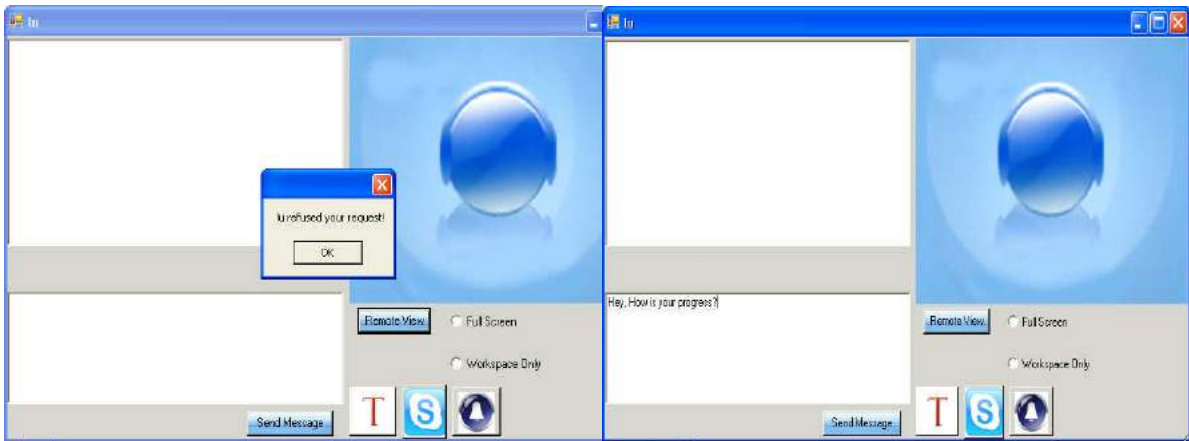 lu
lu refused your request!
OK
Remote View
Full Screen
Workspace Only
T
S
Send Message
lu
Hey, How is your progress?
Remote View
Full Screen
Workspace Only
T
S
Send Message